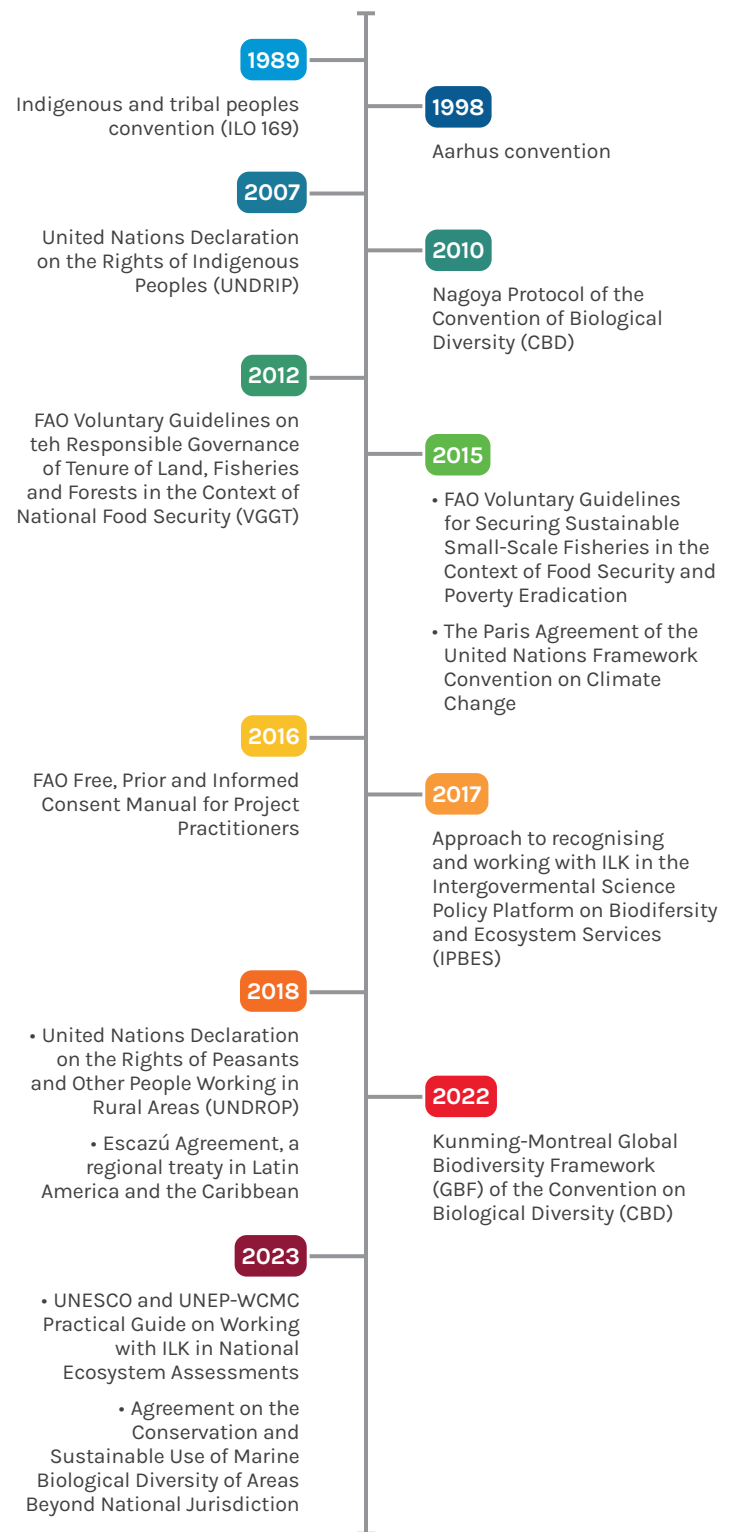 1989
Indigenous and tribal peoples
convention (ILO 169)
1998
Aarhus convention
2007
United Nations Declaration
on the Rights of Indigenous
Peoples (UNDRIP)
2010
Nagoya Protocol of the
Convention of Biological
Diversity (CBD)
2012
FAO Voluntary Guidelines on
teh Responsible Governance
of Tenure of Land, Fisheries
and Forests in the Context of
National Food Security (VGGT)
2015
• FAO Voluntary Guidelines
for Securing Sustainable
Small-Scale Fisheries in the
Context of Food Security and
Poverty Eradication
• The Paris Agreement of the
United Nations Framework
Convention on Climate
Change
2016
FAO Free, Prior and Informed
Consent Manual for Project
Practitioners
2017
Approach to recognising
and working with ILK in the
Intergovermental Science
Policy Platform on Biodifersity
and Ecosystem Services
(IPBES)
2018
• United Nations Declaration
on the Rights of Peasants
and Other People Working in
Rural Areas (UNDROP)
• Escazú Agreement, a
regional treaty in Latin
America and the Caribbean
2022
Kunming-Montreal Global
Biodiversity Framework
(GBF) of the Convention on
Biological Diversity (CBD)
2023
• UNESCO and UNEP-WCMC
Practical Guide on Working
with ILK in National
Ecosystem Assessments
• Agreement on the
Conservation and
Sustainable Use of Marine
Biological Diversity of Areas
Beyond National Jurisdiction